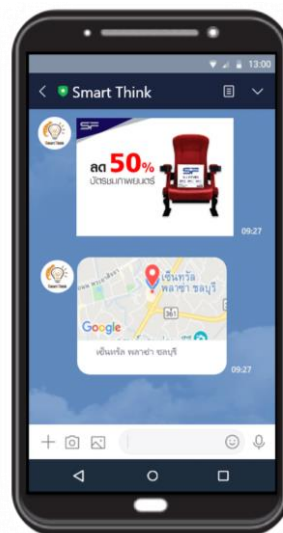 13:00
Smart Think
SF
ลด 50%
บัตรชมภาพยนตร์
SF
09:27
Smart Think
เซ็นทรัล
พลาซ่า ชลบุรี
361
Google
เซ็นทรัล พลาซ่า ชลบุรี
09:27